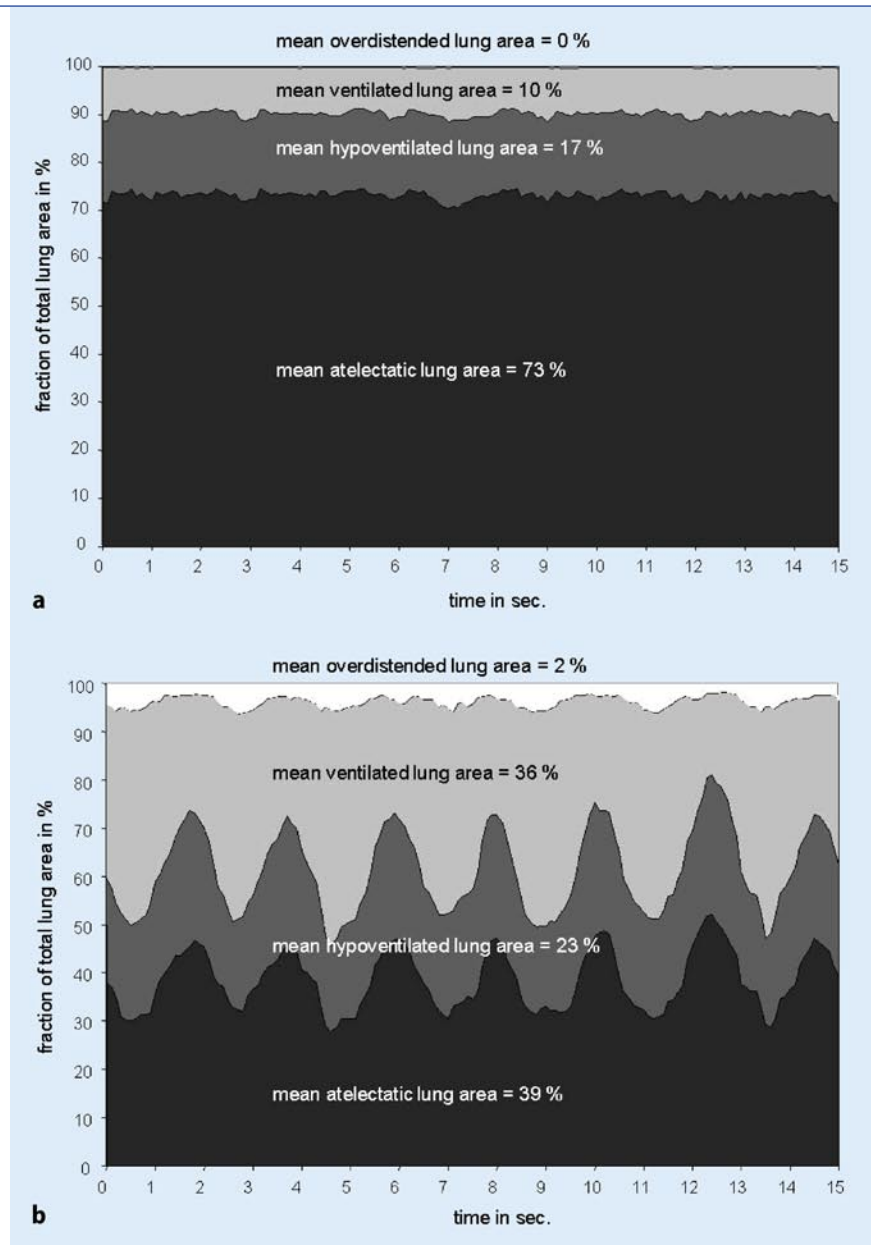 mean overdistended lung area = 0 %
100
mean ventilated lung area = 10 %
90
mean hypoventilated lung area = 17 %
80
70
60
50
40
mean atelectatic lung area = 73 %
30
20
10
0
fraction of total lung area in %
0 1 2 3 4 5 6 7 8 9 10 11 12 13 14 15
time in sec.
a
mean overdistended lung area = 2 %
100
90
mean ventilated lung area = 36 %
80
70
60
50
mean hypoventilated lung area = 23 %
40
30
20
mean atelectatic lung area = 39 %
10
0
fraction of total lung area in %
0 1 2 3 4 5 6 7 8 9 10 11 12 13 14 15
time in sec.
b